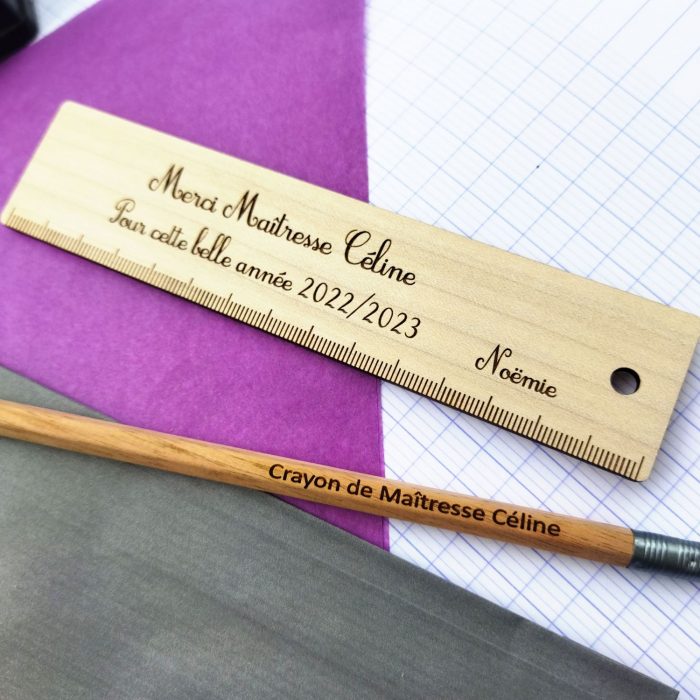 Merci Maîtresse Céline
Pour cette belle année 2022/2023
Noëmie
Crayon de Maîtresse Céline